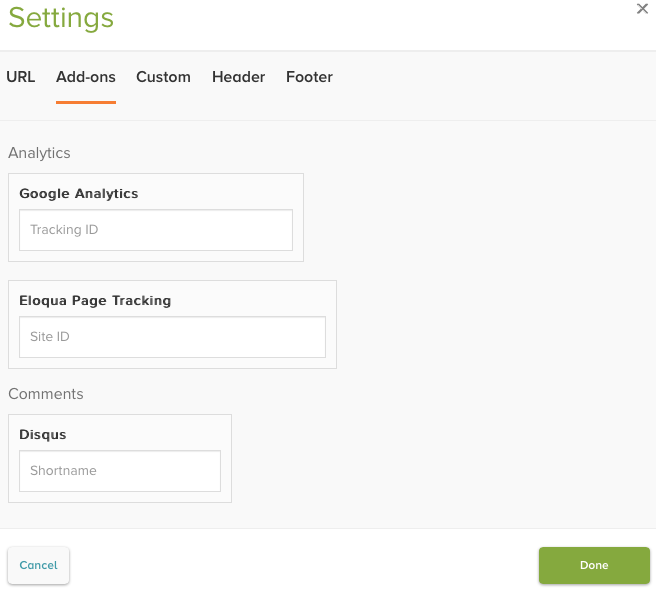 Settings
URL Add-ons Custom Header Footer
Analytics
Google Analytics
Tracking ID
Eloqua Page Tracking
Site ID
Comments
Disqus
Shortname
Cancel Done